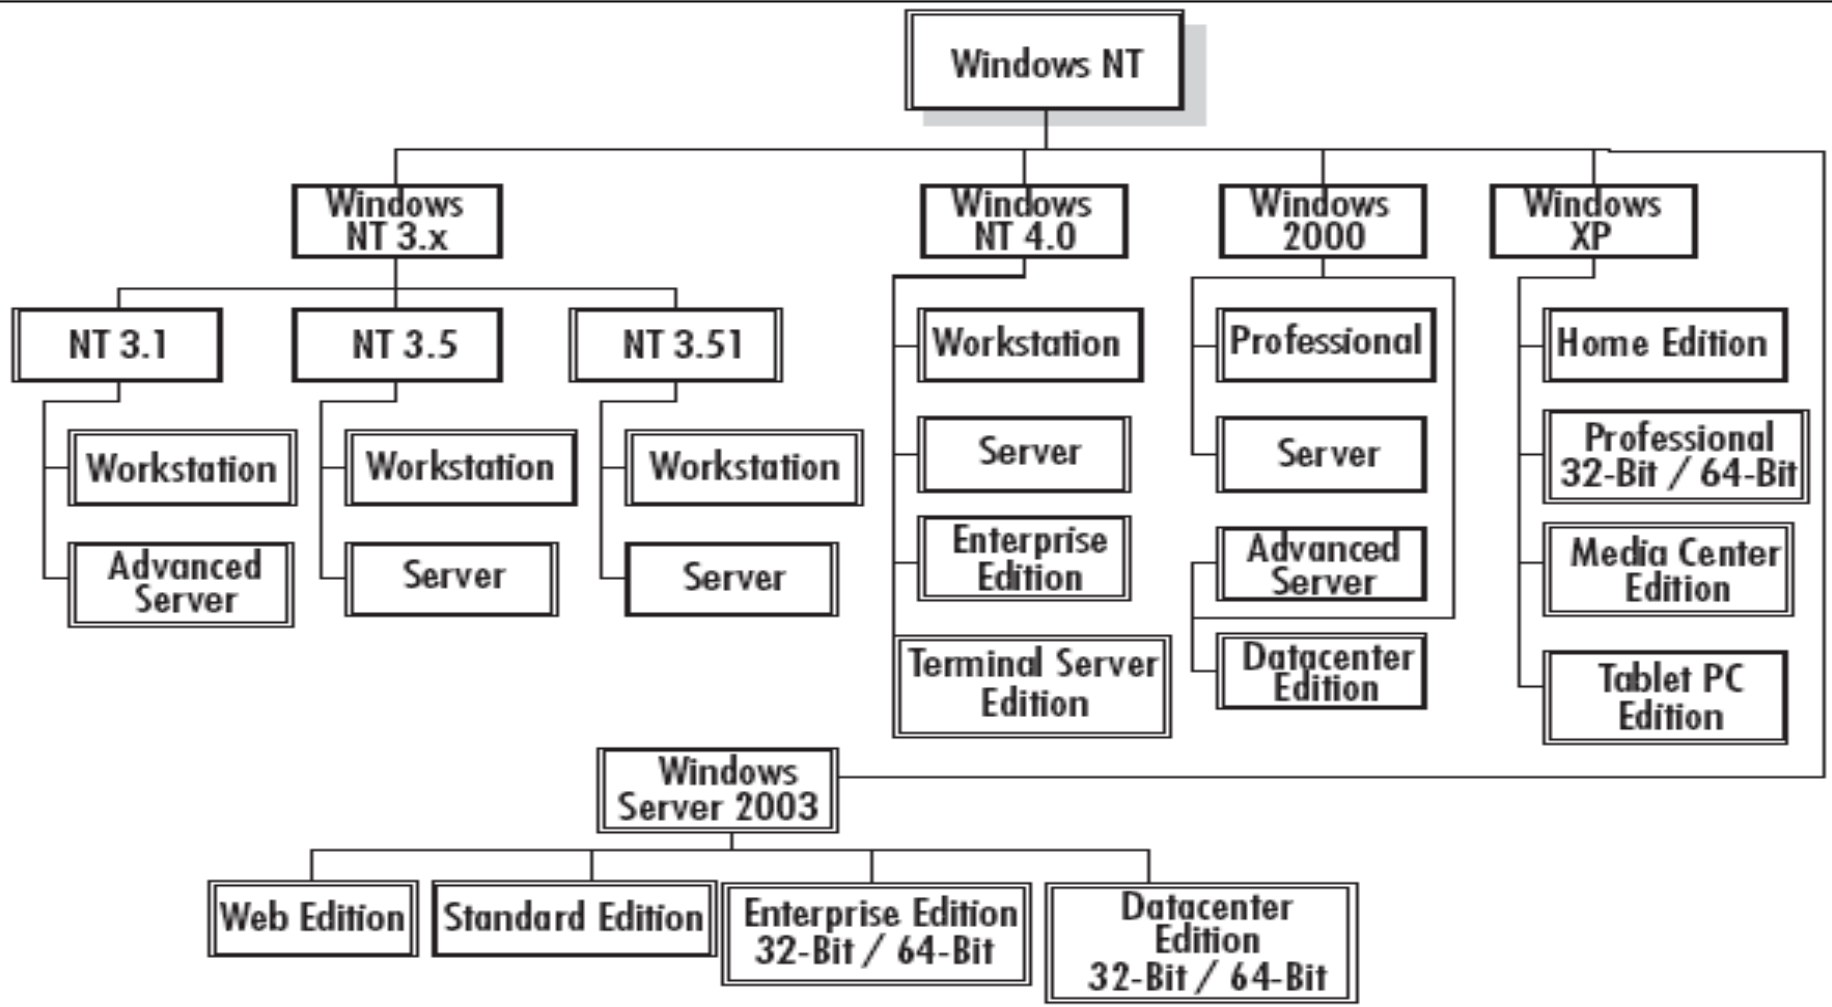 Windows NT
Windows
NT 3.x
Windows
NT 4.0
Windows
2000
Windows
XP
NT 3.1
NT 3.5
NT 3.51
Workstation
Advanced
Server
Workstation
Server
Workstation
Server
Workstation
Server
Enterprise
Edition
Terminal Server
Edition
Professional
Server
Advanced
Server
Datacenter
Edition
Home Edition
Professional
32-Bit / 64-Bit
Media Center
Edition
Tablet PC
Edition
Windows
Server 2003
Web Edition
Standard Edition
Enterprise Edition
32-Bit / 64-Bit
Datacenter
Edition
32-Bit / 64-Bit